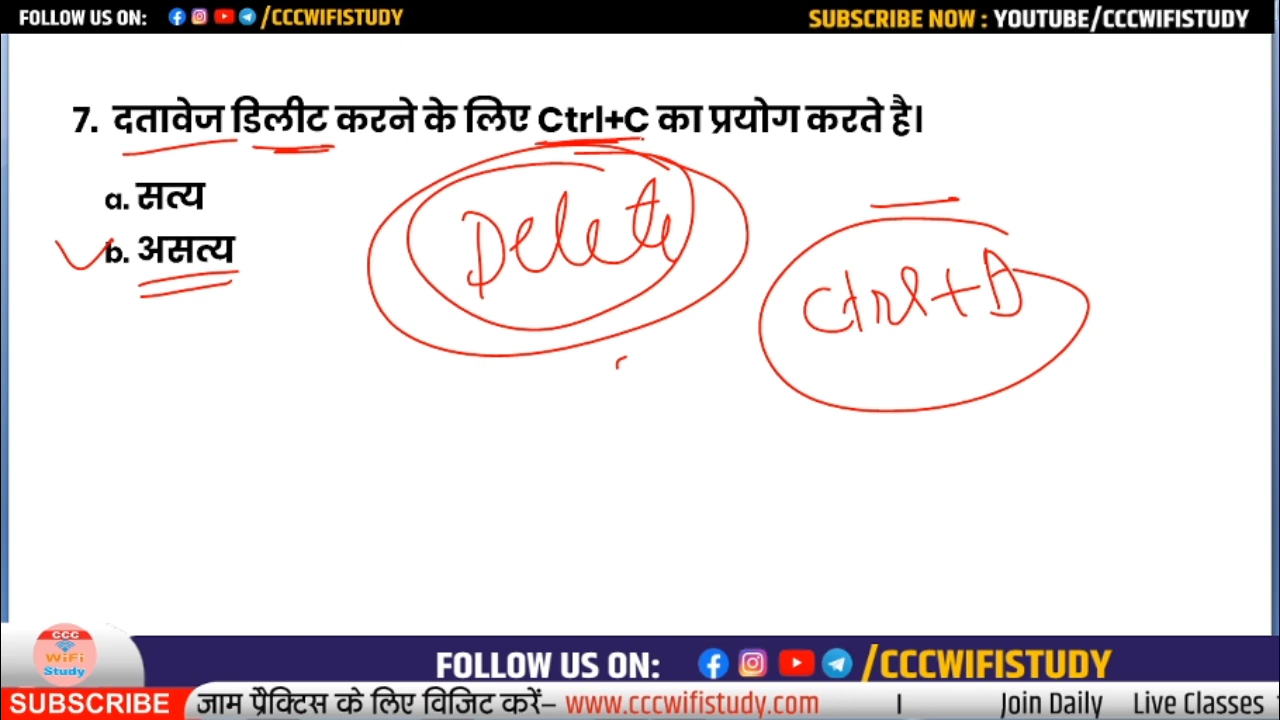 FOLLOW US ON: /CCCWIFISTUDY
SUBSCRIBE NOW : YOUTUBE/CCCWIFISTUDY
7. दतावेज डिलीट करने के लिए Ctrl+C का प्रयोग करते है।
a. सत्य
b. असत्य
Delete
Ctrl+D
CCC
WiFi
Study
FOLLOW US ON: /CCCWIFISTUDY
SUBSCRIBE जाम प्रैक्टिस के लिए विजिट करें– www.cccwifistudy.com I Join Daily Live Classes